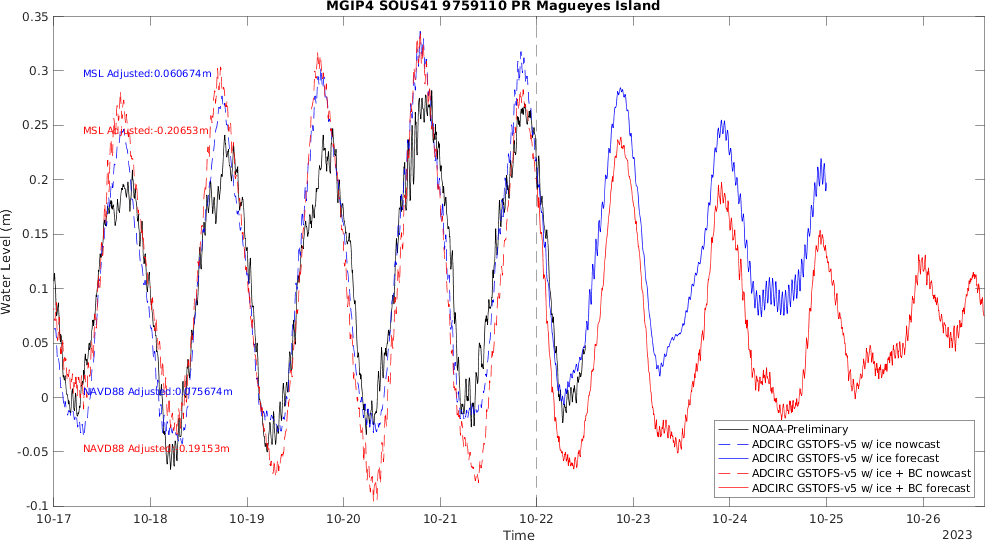 MGIP4 SOUS41 9759110 PR Magueyes Island
0.35
0.3
0.25
0.2
0.15
0.1
0.05
0
-0.05
-0.1
Water Level (m)
MSL Adjusted:0.060674m
MSL Adjusted:-0.20653m
NAVD88 Adjusted:0.075674m
NAVD88 Adjusted:-0.19153m
NOAA-Preliminary
ADCIRC GSTOFS-v5 w/ ice nowcast
ADCIRC GSTOFS-v5 w/ ice forecast
ADCIRC GSTOFS-v5 w/ ice + BC nowcast
ADCIRC GSTOFS-v5 w/ ice + BC forecast
10-17 10-18 10-19 10-20 10-21 10-22 10-23 10-24 10-25 10-26
Time
2023